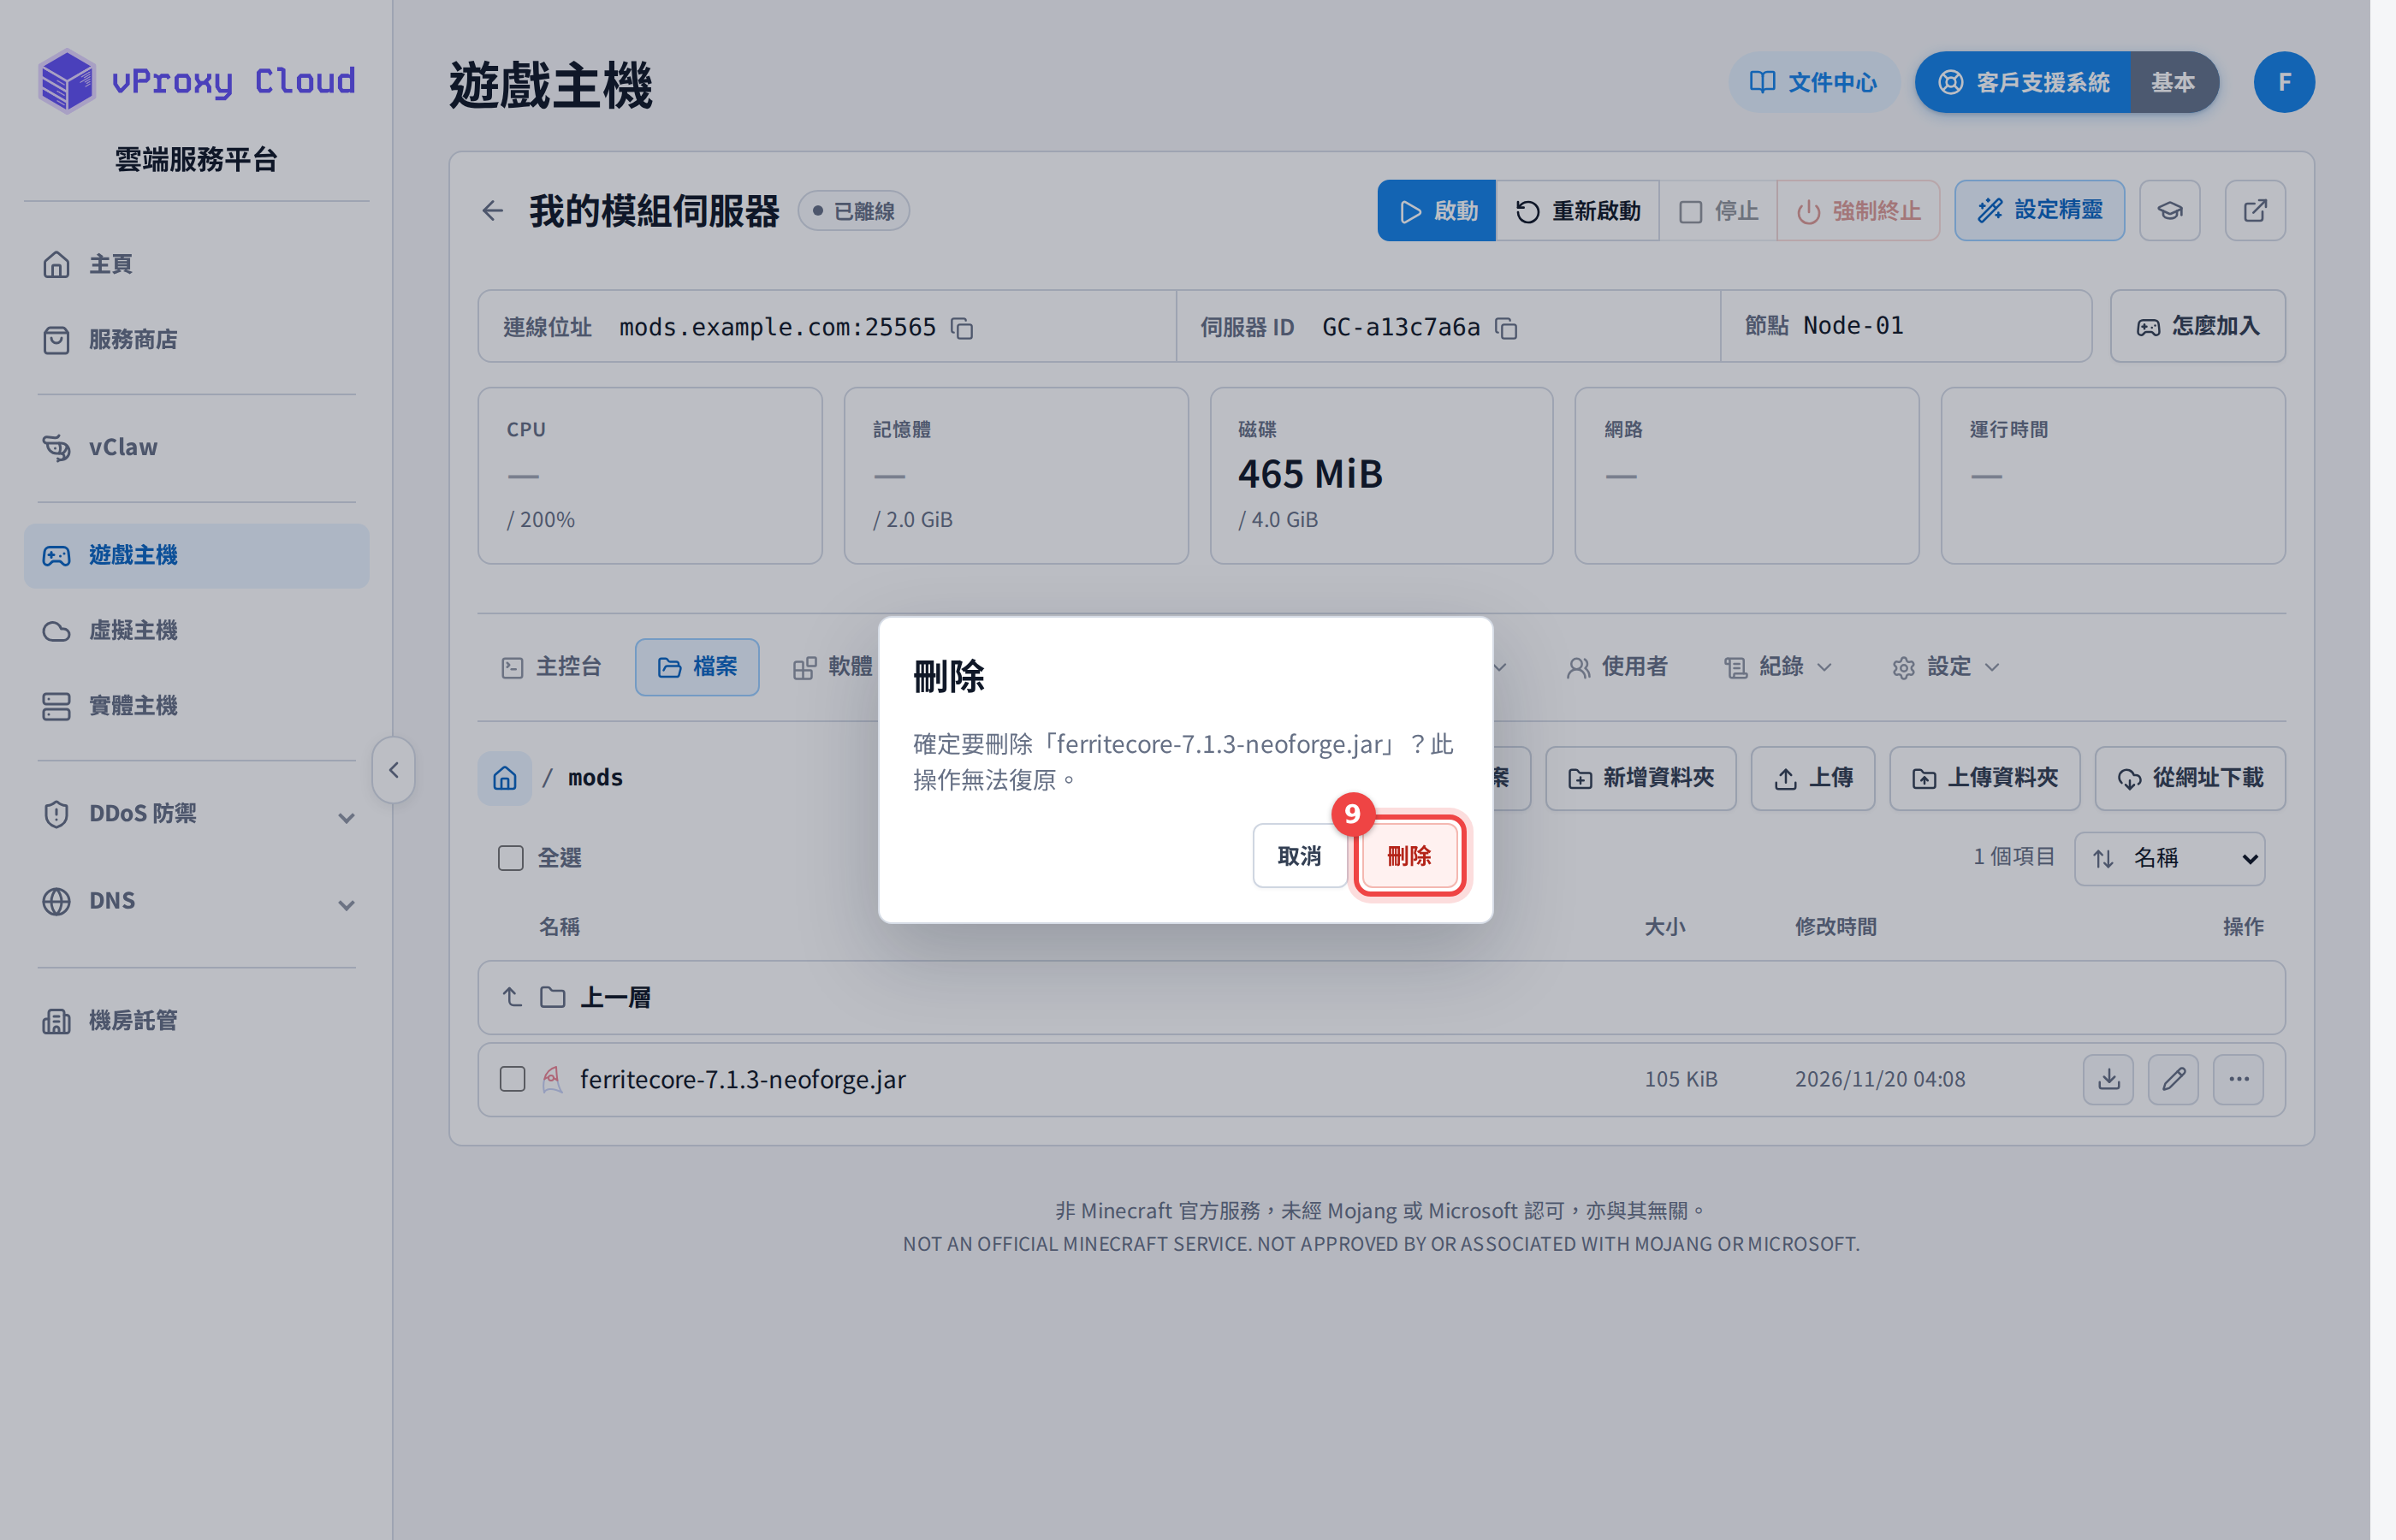 vProxy Cloud
雲端服務平台
主頁
服務商店
vClaw
遊戲主機
虛擬主機
實體主機
DDoS 防禦
DNS
機房託管
遊戲主機
文件中心
客戶支援系統
基本
F
我的模組伺服器
已離線
啟動
重新啟動
停止
強制終止
設定精靈
連線位址 mods.example.com:25565
伺服器 ID GC-a13c7a6a
節點 Node-01
怎麼加入
CPU
—
/ 200%
記憶體
—
/ 2.0 GiB
磁碟
465 MiB
/ 4.0 GiB
網路
—
運行時間
—
主控台
檔案
軟體
使用者
紀錄
設定
/ mods
案
新增資料夾
上傳
上傳資料夾
從網址下載
刪除
確定要刪除「ferritecore-7.1.3-neoforge.jar」？此
操作無法復原。
取消
9
刪除
全選
1 個項目
名稱
名稱
大小
修改時間
操作
上一層
ferritecore-7.1.3-neoforge.jar
105 KiB
2026/11/20 04:08
非 Minecraft 官方服務，未經 Mojang 或 Microsoft 認可，亦與其無關。
NOT AN OFFICIAL MINECRAFT SERVICE. NOT APPROVED BY OR ASSOCIATED WITH MOJANG OR MICROSOFT.